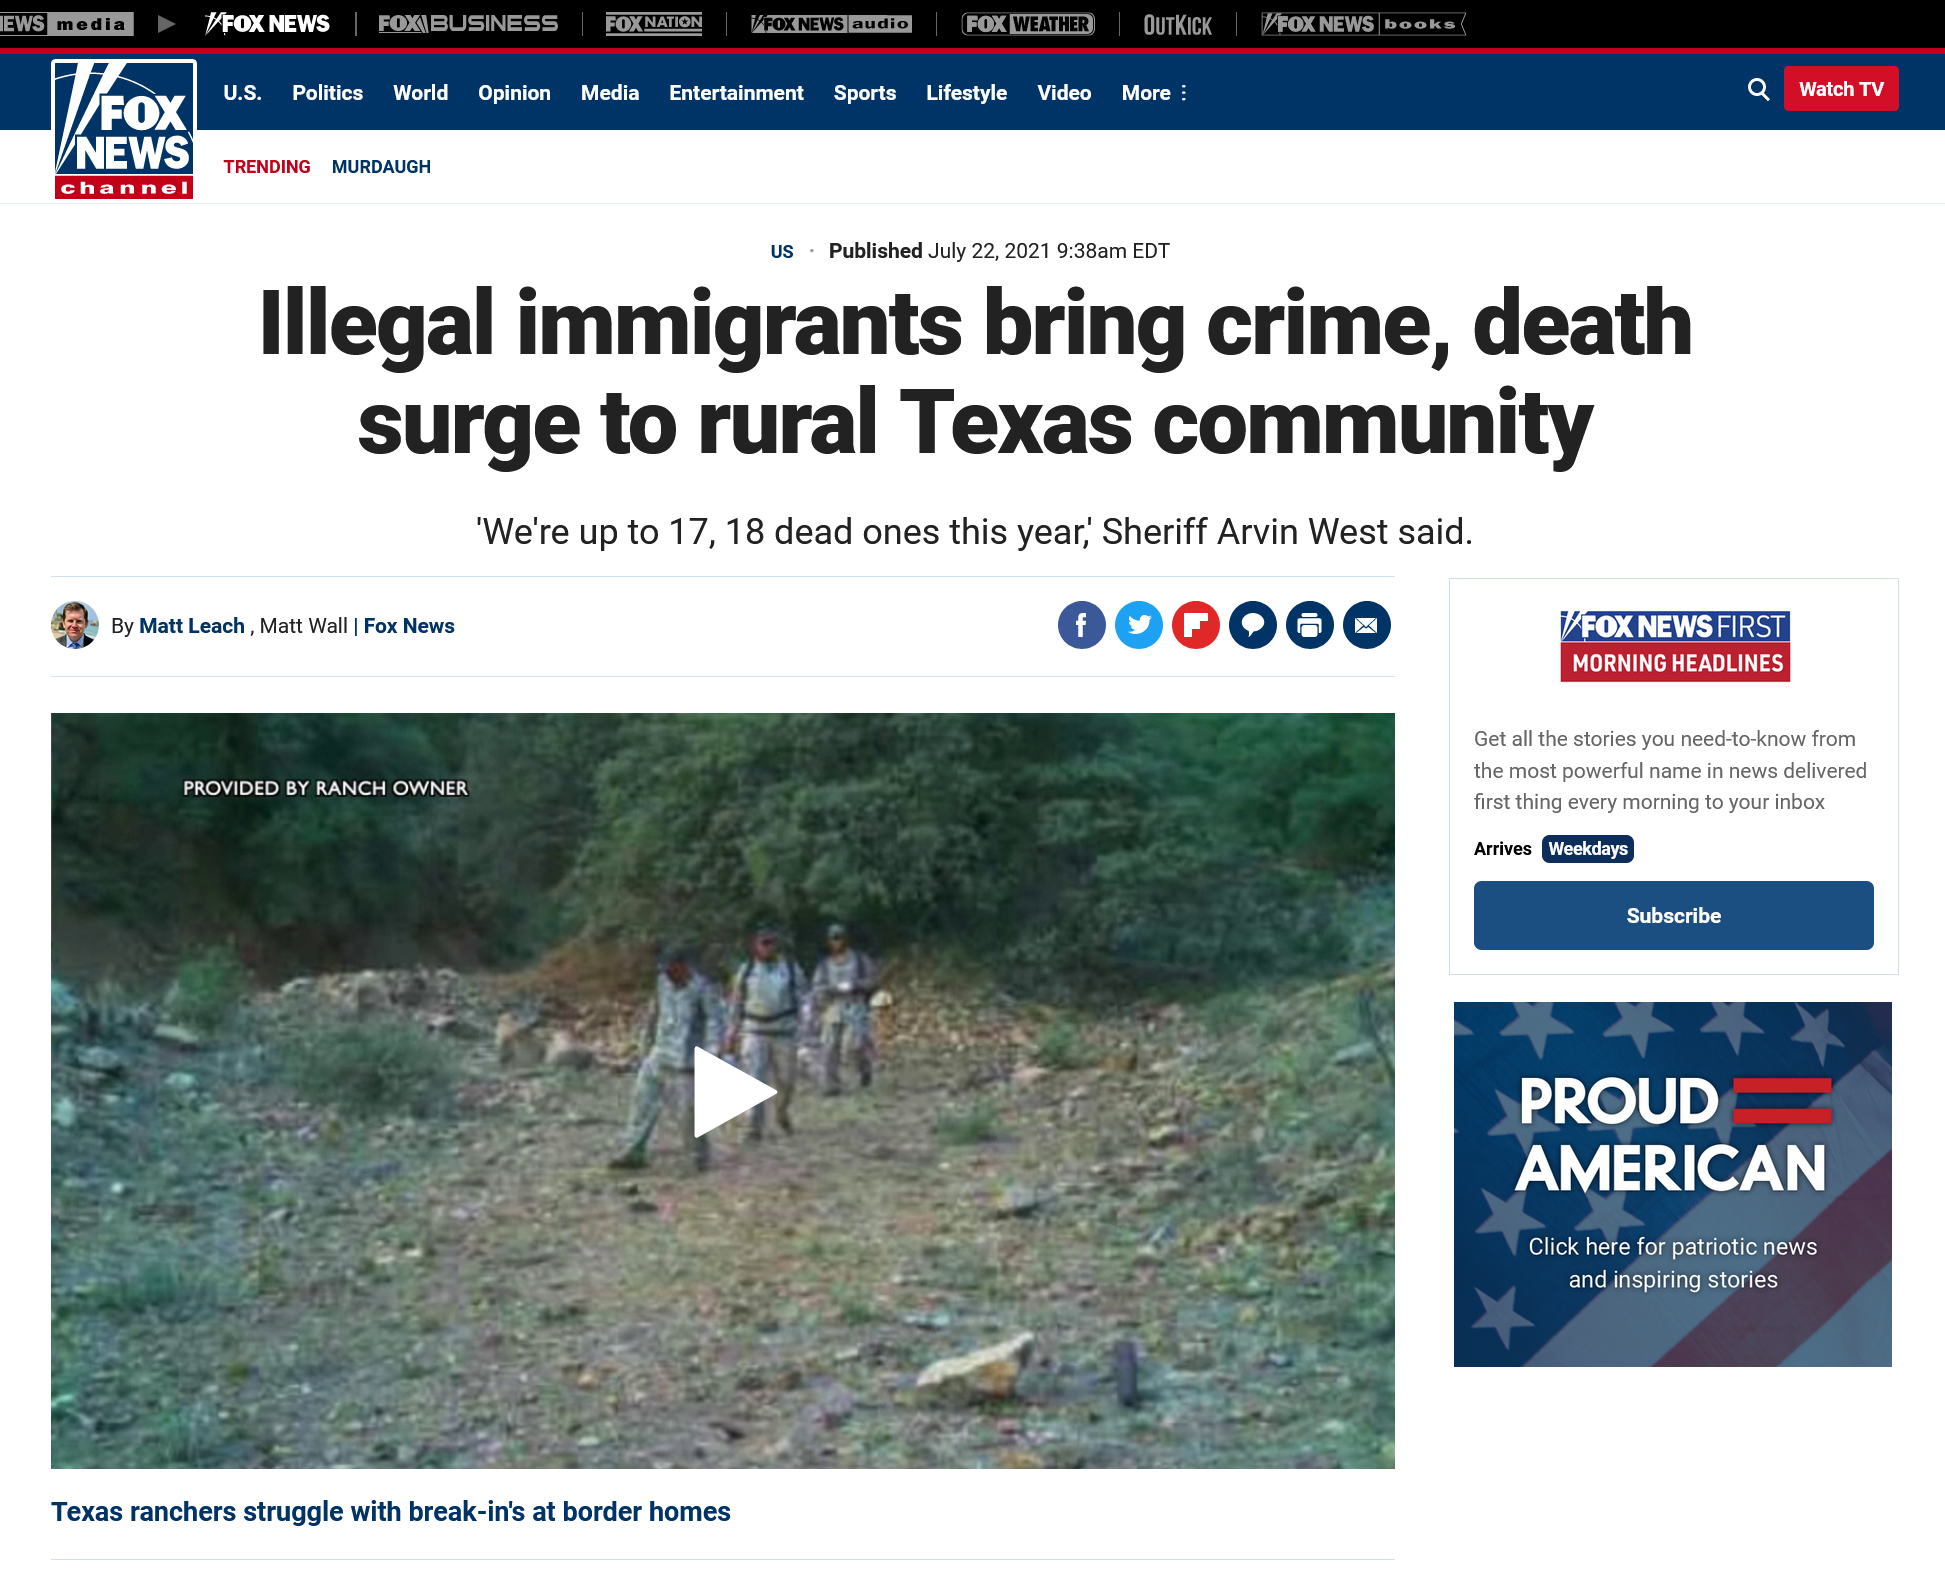 NEWS media
FOX NEWS
FOX BUSINESS
FOX NATION
FOX NEWS audio
FOX WEATHER
OUTKICK
FOX NEWS books
FOX
NEWS
channel
U.S. Politics World Opinion Media Entertainment Sports Lifestyle Video More
Watch TV
TRENDING MURDAUGH
US · Published July 22, 2021 9:38am EDT
Illegal immigrants bring crime, death
surge to rural Texas community
'We're up to 17, 18 dead ones this year,' Sheriff Arvin West said.
By Matt Leach , Matt Wall | Fox News
f
PROVIDED BY RANCH OWNER
Texas ranchers struggle with break-in's at border homes
FOX NEWS FIRST
MORNING HEADLINES
Get all the stories you need-to-know from
the most powerful name in news delivered
first thing every morning to your inbox
Arrives Weekdays
Subscribe
PROUD
AMERICAN
Click here for patriotic news
and inspiring stories